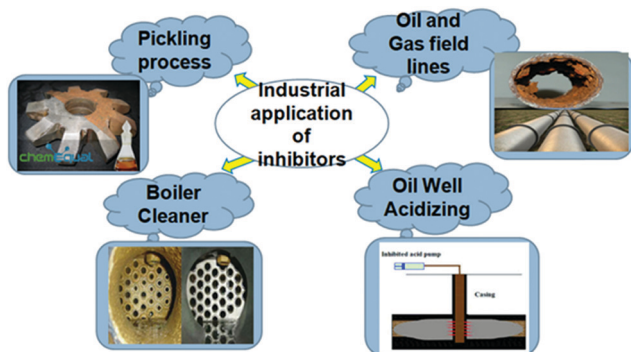 Pickling
process
Oil and
Gas field
lines
Industrial
application
of
inhibitors
chemEqual
Boiler
Cleaner
Oil Well
Acidizing
Inhibited acid pump
Casing